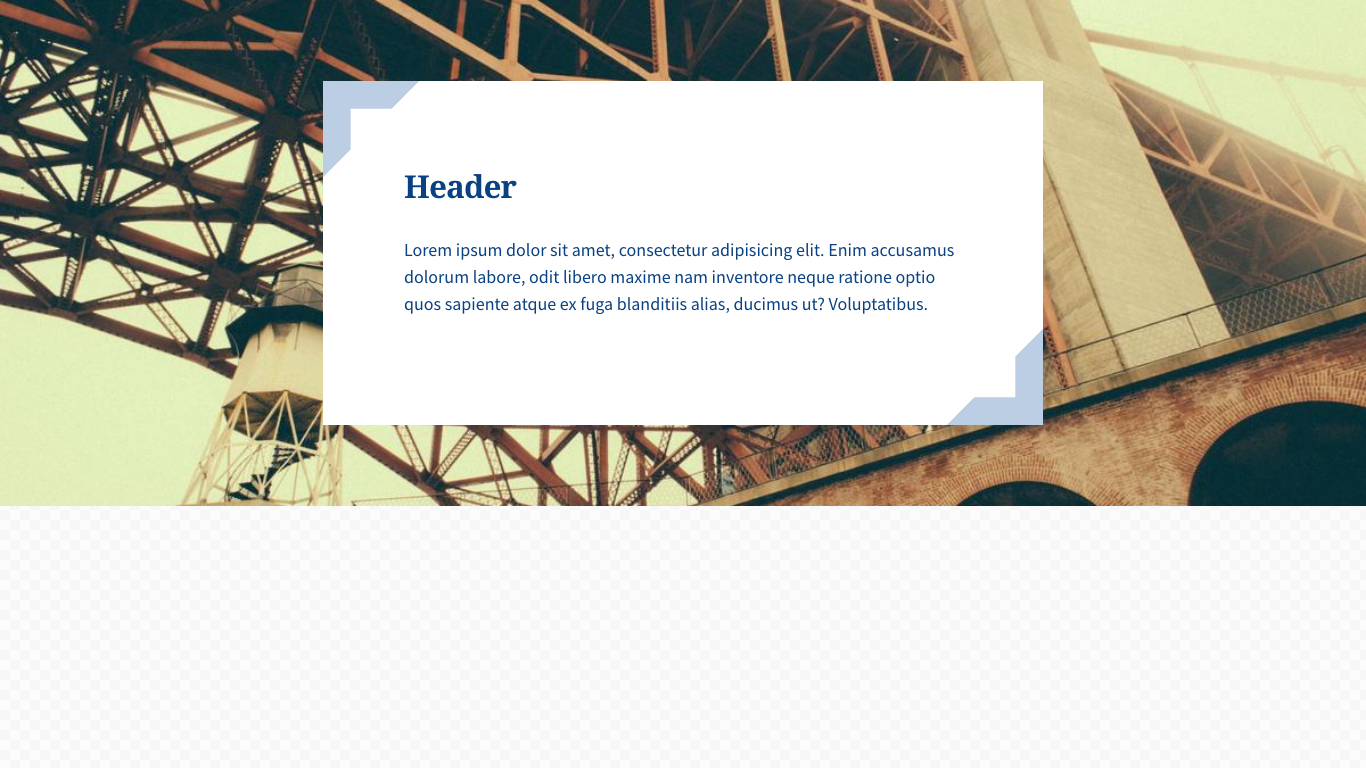 Header
Lorem ipsum dolor sit amet, consectetur adipisicing elit. Enim accusamus
dolorum labore, odit libero maxime nam inventore neque ratione optio
quos sapiente atque ex fuga blanditiis alias, ducimus ut? Voluptatibus.